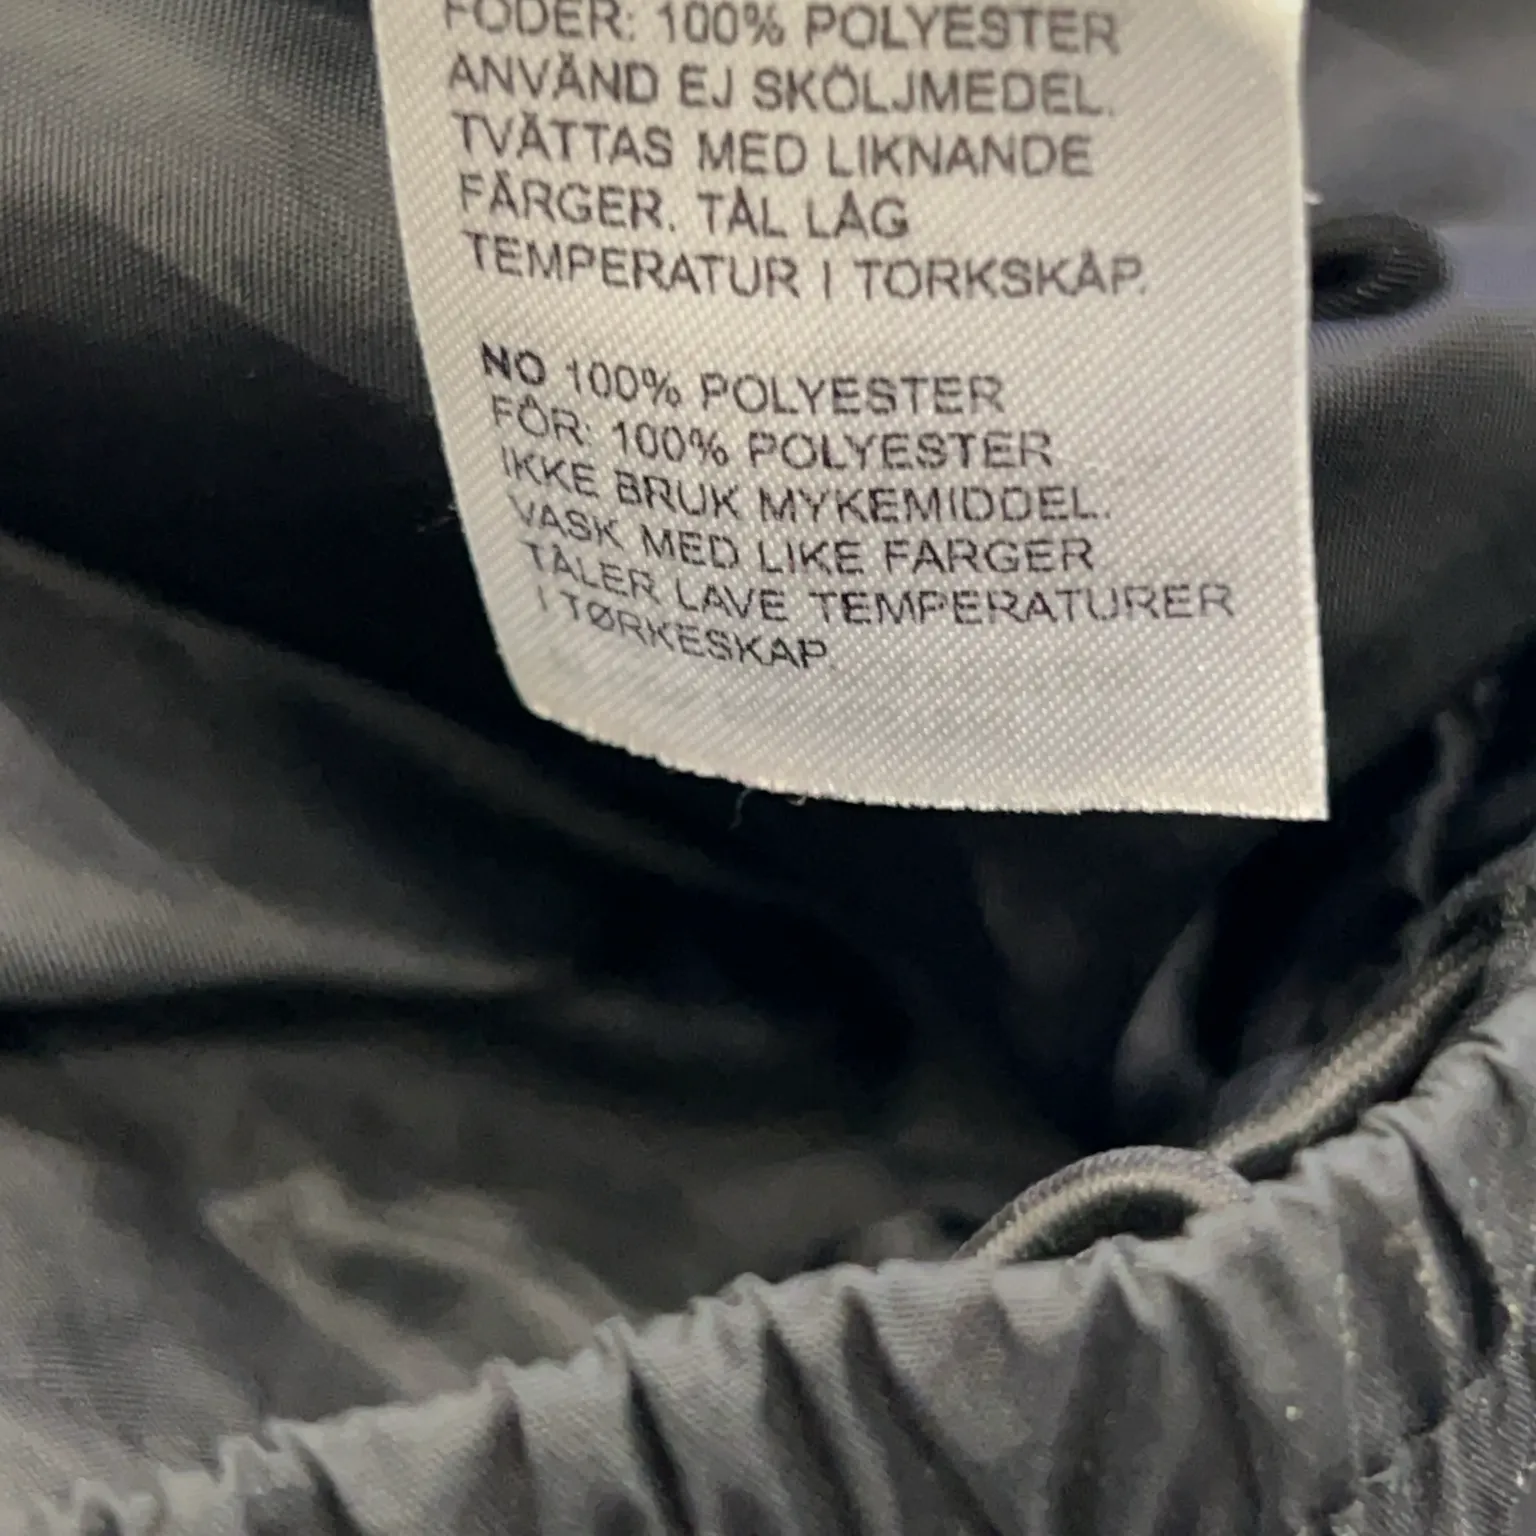 FODER: 100% POLYESTER
ANVÄND EJ SKÖLJMEDEL.
TVÄTTAS MED LIKNANDE
FÄRGER. TÅL LÅG
TEMPERATUR I TORKSKÅP.
NO 100% POLYESTER
FÔR: 100% POLYESTER
IKKE BRUK MYKEMIDDEL.
VASK MED LIKE FARGER
TÅLER LAVE TEMPERATURER
I TØRKESKAP.